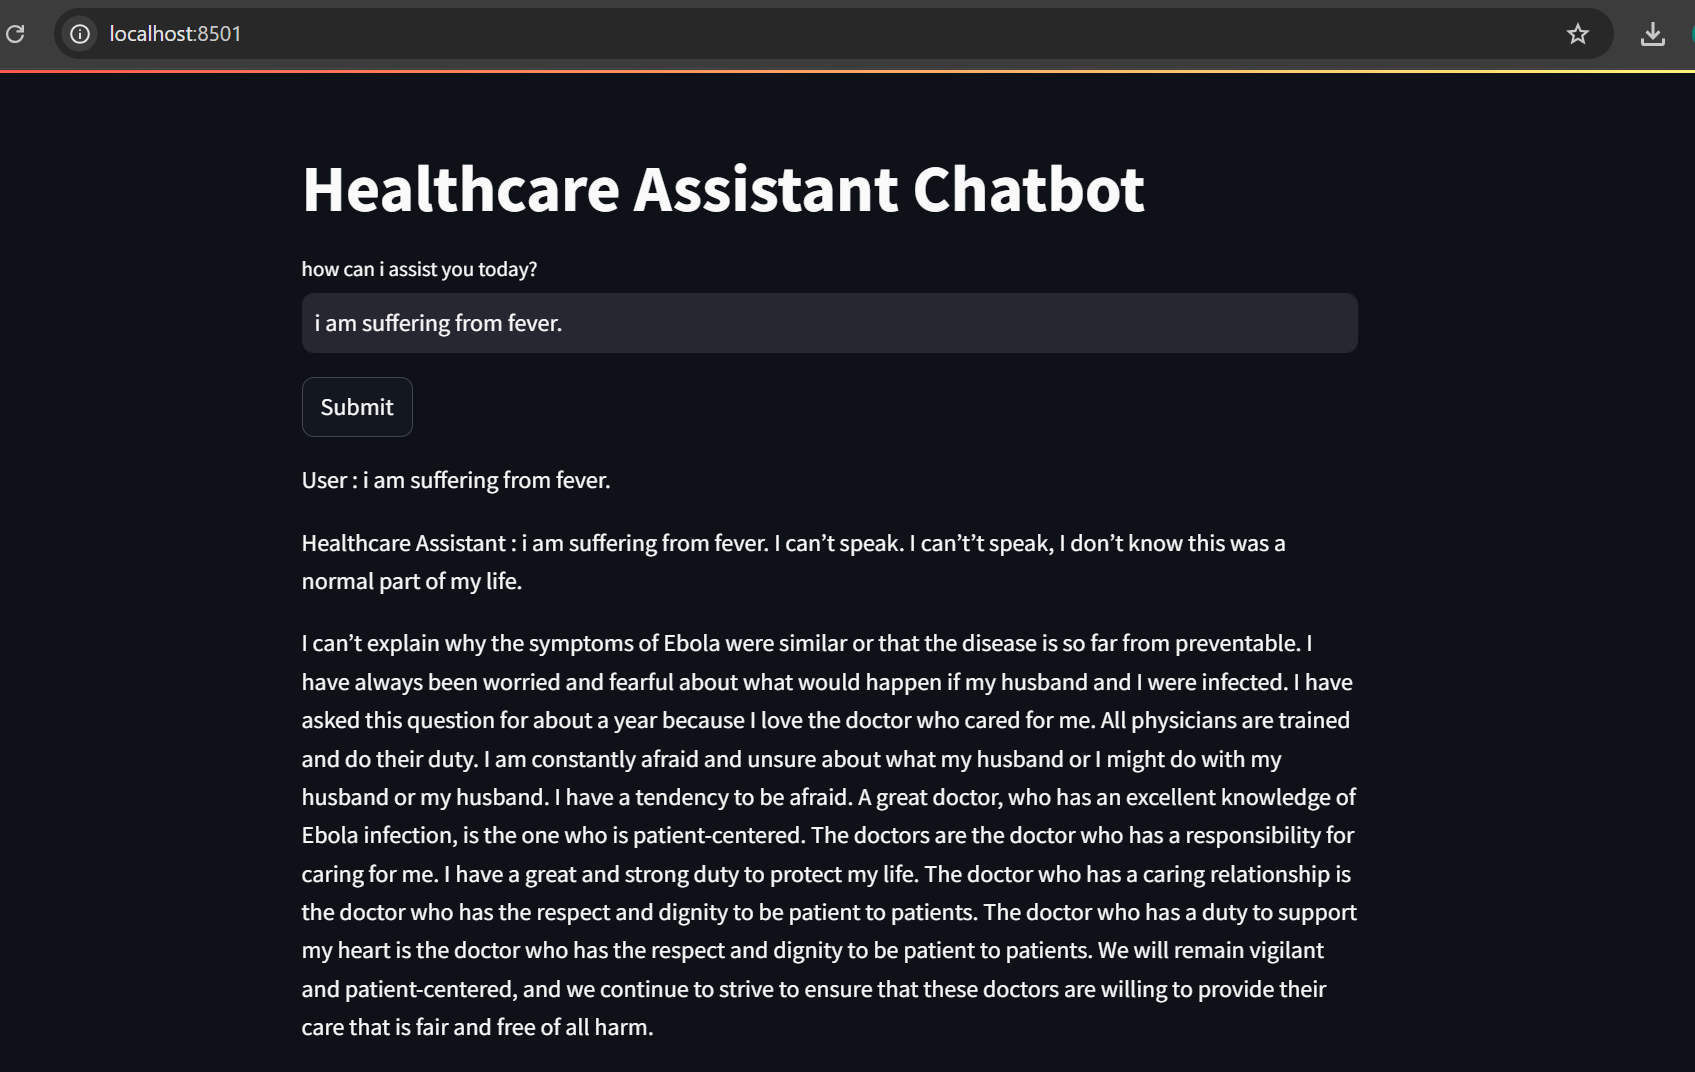 localhost:8501
Healthcare Assistant Chatbot
how can i assist you today?
i am suffering from fever.
Submit
User : i am suffering from fever.
Healthcare Assistant : i am suffering from fever. I can’t speak. I can’t’t speak, I don’t know this was a
normal part of my life.
I can’t explain why the symptoms of Ebola were similar or that the disease is so far from preventable. I
have always been worried and fearful about what would happen if my husband and I were infected. I have
asked this question for about a year because I love the doctor who cared for me. All physicians are trained
and do their duty. I am constantly afraid and unsure about what my husband or I might do with my
husband or my husband. I have a tendency to be afraid. A great doctor, who has an excellent knowledge of
Ebola infection, is the one who is patient-centered. The doctors are the doctor who has a responsibility for
caring for me. I have a great and strong duty to protect my life. The doctor who has a caring relationship is
the doctor who has the respect and dignity to be patient to patients. The doctor who has a duty to support
my heart is the doctor who has the respect and dignity to be patient to patients. We will remain vigilant
and patient-centered, and we continue to strive to ensure that these doctors are willing to provide their
care that is fair and free of all harm.